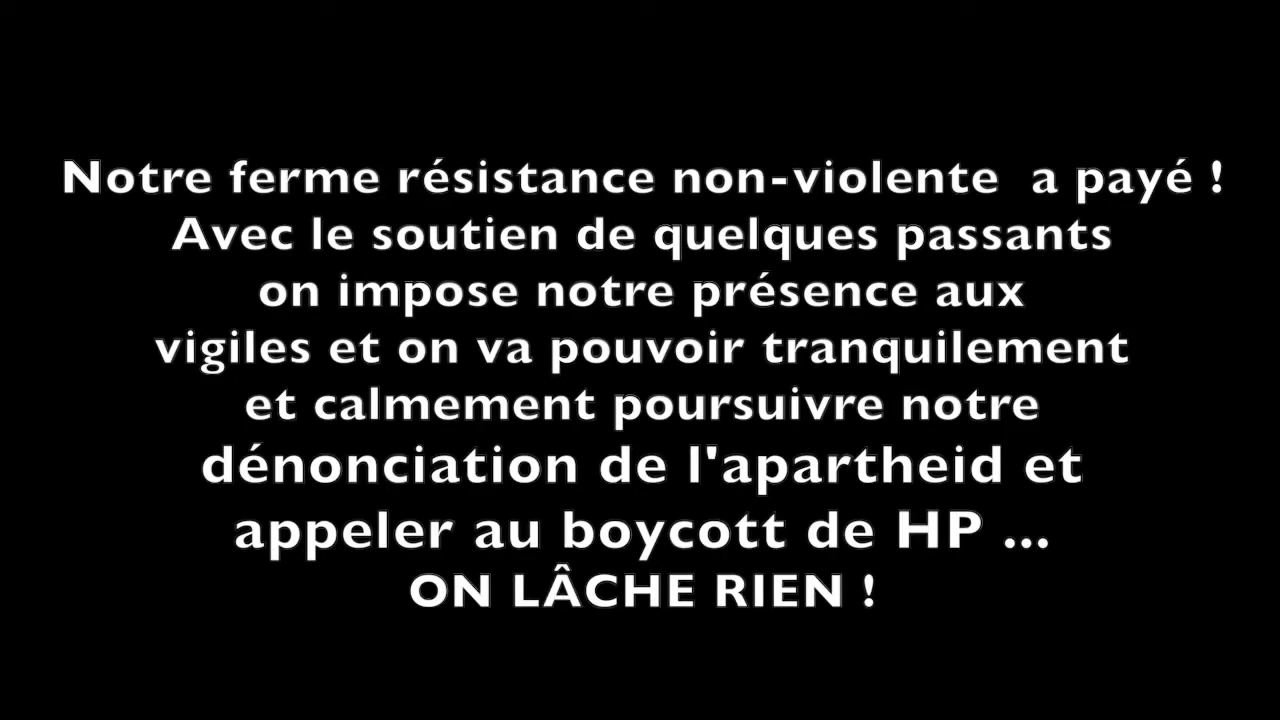 Notre ferme résistance non-violente a payé !
Avec le soutien de quelques passants
on impose notre présence aux
vigiles et on va pouvoir tranquilement
et calmement poursuivre notre
dénonciation de l'apartheid et
appeler au boycott de HP ...
ON LÂCHE RIEN !